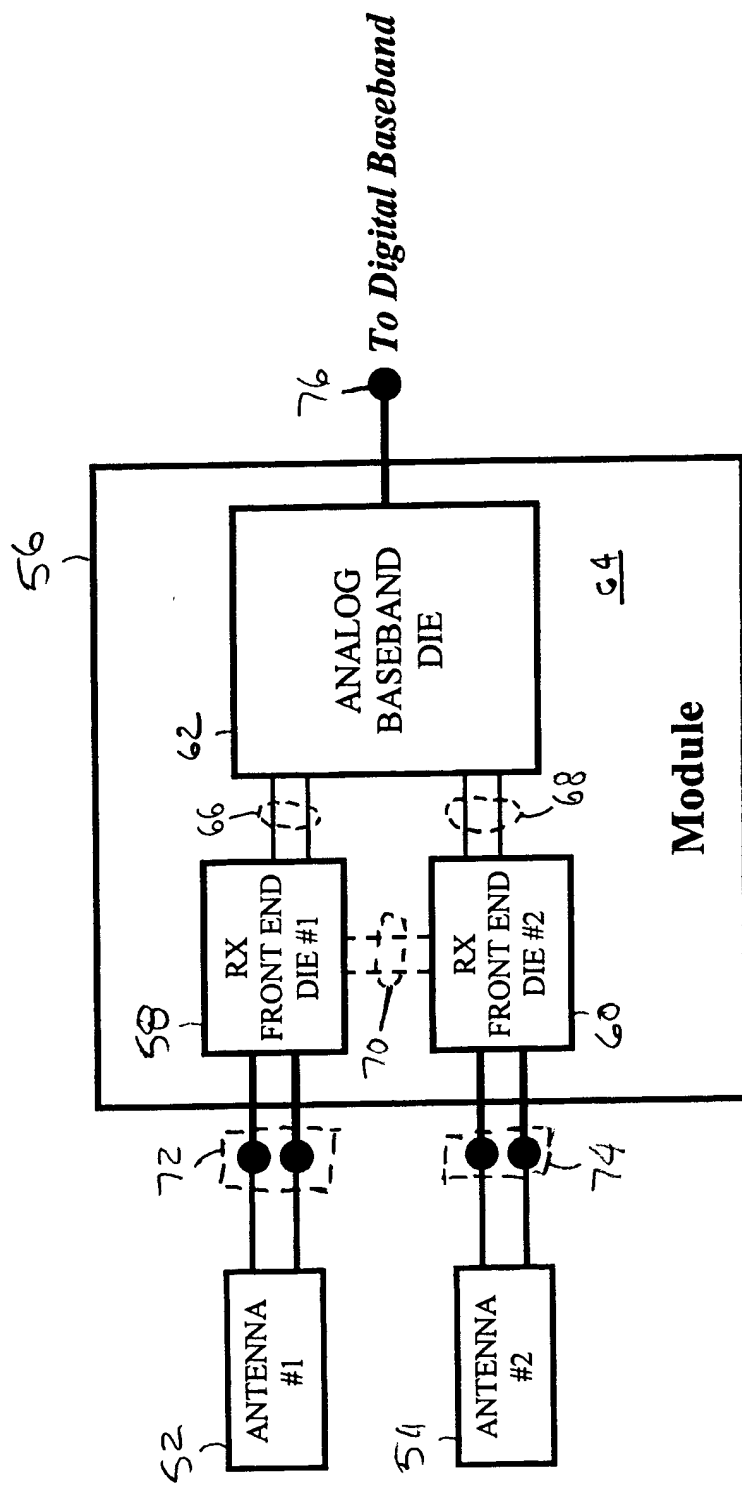 56
72
58
66
62
76
To Digital Baseband
52
ANTENNA
#1
RX
FRONT END
DIE #1
ANALOG
BASEBAND
DIE
70
54
ANTENNA
#2
74
RX
FRONT END
DIE #2
60
68
64
Module